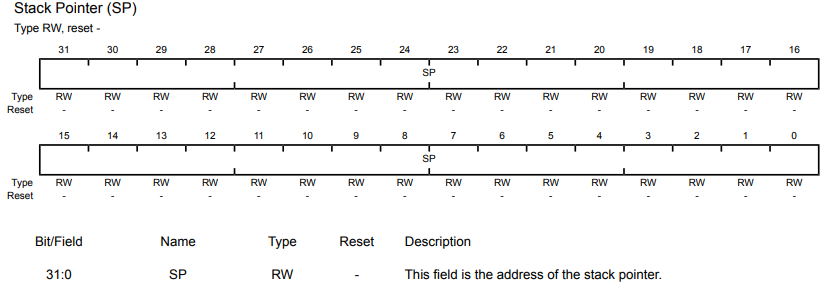 Stack Pointer (SP)
Type RW, reset -
31 30 29 28 27 26 25 24 23 22 21 20 19 18 17 16
SP
Type RW RW RW RW RW RW RW RW RW RW RW RW RW RW RW RW
Reset - - - - - - - - - - - - - - - -
15 14 13 12 11 10 9 8 7 6 5 4 3 2 1 0
SP
Type RW RW RW RW RW RW RW RW RW RW RW RW RW RW RW RW
Reset - - - - - - - - - - - - - - - -
Bit/Field Name Type Reset Description
31:0 SP RW - This field is the address of the stack pointer.